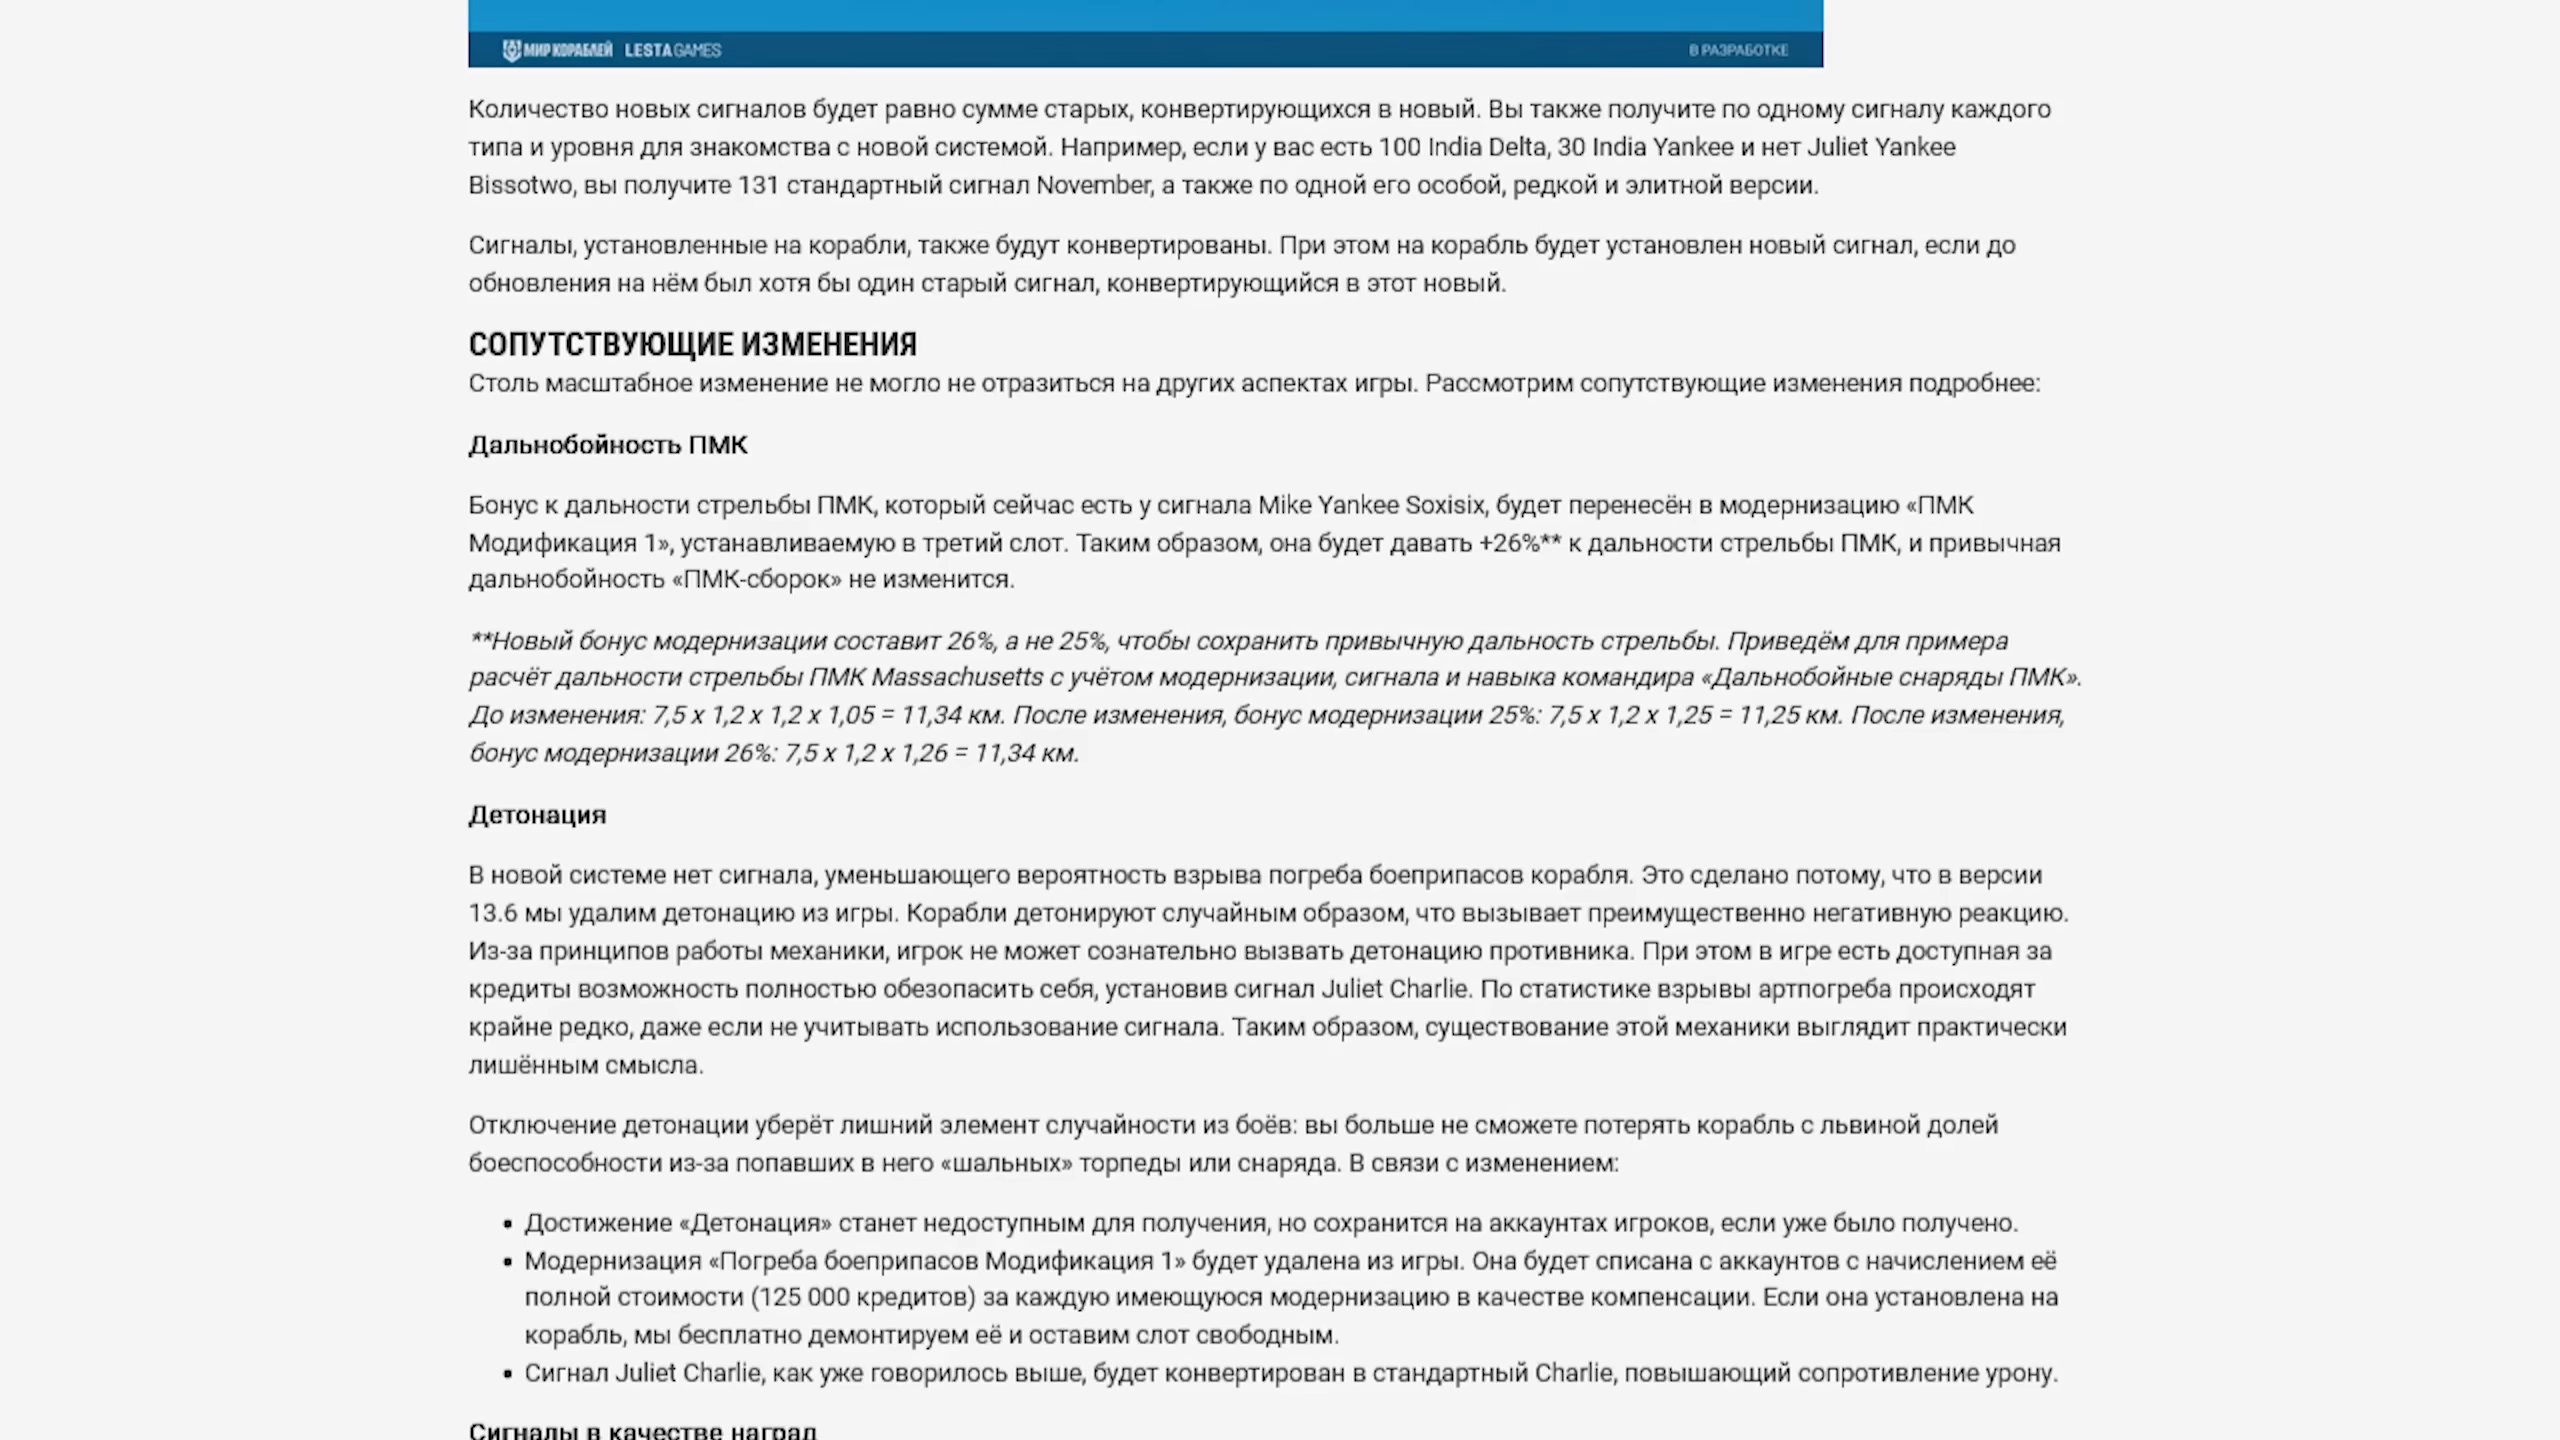 МИР КОРАБЛЕЙ LESTA GAMES В РАЗРАБОТКЕ
Количество новых сигналов будет равно сумме старых, конвертирующихся в новый. Вы также получите по одному сигналу каждого
типа и уровня для знакомства с новой системой. Например, если у вас есть 100 India Delta, 30 India Yankee и нет Juliet Yankee
Bissotwo, вы получите 131 стандартный сигнал November, а также по одной его особой, редкой и элитной версии.
Сигналы, установленные на корабли, также будут конвертированы. При этом на корабль будет установлен новый сигнал, если до
обновления на нём был хотя бы один старый сигнал, конвертирующийся в этот новый.
СОПУТСТВУЮЩИЕ ИЗМЕНЕНИЯ
Столь масштабное изменение не могло не отразиться на других аспектах игры. Рассмотрим сопутствующие изменения подробнее:
Дальнобойность ПМК
Бонус к дальности стрельбы ПМК, который сейчас есть у сигнала Mike Yankee Soxisix, будет перенесён в модернизацию «ПМК
Модификация 1», устанавливаемую в третий слот. Таким образом, она будет давать +26%** к дальности стрельбы ПМК, и привычная
дальнобойность «ПМК-сборок» не изменится.
**Новый бонус модернизации составит 26%, а не 25%, чтобы сохранить привычную дальность стрельбы. Приведём для примера
расчёт дальности стрельбы ПМК Massachusetts с учётом модернизации, сигнала и навыка командира «Дальнобойные снаряды ПМК».
До изменения: 7,5 x 1,2 x 1,2 x 1,05 = 11,34 км. После изменения, бонус модернизации 25%: 7,5 x 1,2 x 1,25 = 11,25 км. После изменения,
бонус модернизации 26%: 7,5 x 1,2 x 1,26 = 11,34 км.
Детонация
В новой системе нет сигнала, уменьшающего вероятность взрыва погреба боеприпасов корабля. Это сделано потому, что в версии
13.6 мы удалим детонацию из игры. Корабли детонируют случайным образом, что вызывает преимущественно негативную реакцию.
Из-за принципов работы механики, игрок не может сознательно вызвать детонацию противника. При этом в игре есть доступная за
кредиты возможность полностью обезопасить себя, установив сигнал Juliet Charlie. По статистике взрывы артпогреба происходят
крайне редко, даже если не учитывать использование сигнала. Таким образом, существование этой механики выглядит практически
лишённым смысла.
Отключение детонации уберёт лишний элемент случайности из боёв: вы больше не сможете потерять корабль с львиной долей
боеспособности из-за попавших в него «шальных» торпеды или снаряда. В связи с изменением:
• Достижение «Детонация» станет недоступным для получения, но сохранится на аккаунтах игроков, если уже было получено.
• Модернизация «Погреба боеприпасов Модификация 1» будет удалена из игры. Она будет списана с аккаунтов с начислением её
полной стоимости (125 000 кредитов) за каждую имеющуюся модернизацию в качестве компенсации. Если она установлена на
корабль, мы бесплатно демонтируем её и оставим слот свободным.
• Сигнал Juliet Charlie, как уже говорилось выше, будет конвертирован в стандартный Charlie, повышающий сопротивление урону.
Сигналы в качестве наград